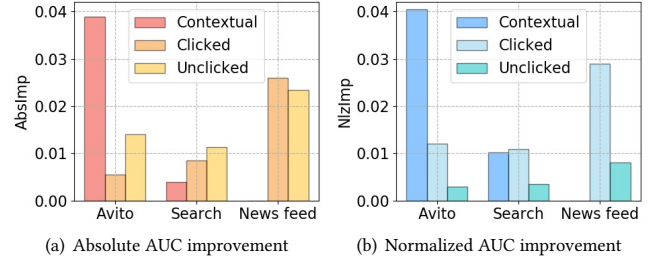 0.04
0.03
0.02
0.01
0.00
AbsImp
Contextual
Clicked
Unclicked
Avito Search News feed
(a) Absolute AUC improvement
0.04
0.03
0.02
0.01
0.00
NlzImp
Contextual
Clicked
Unclicked
Avito Search News feed
(b) Normalized AUC improvement